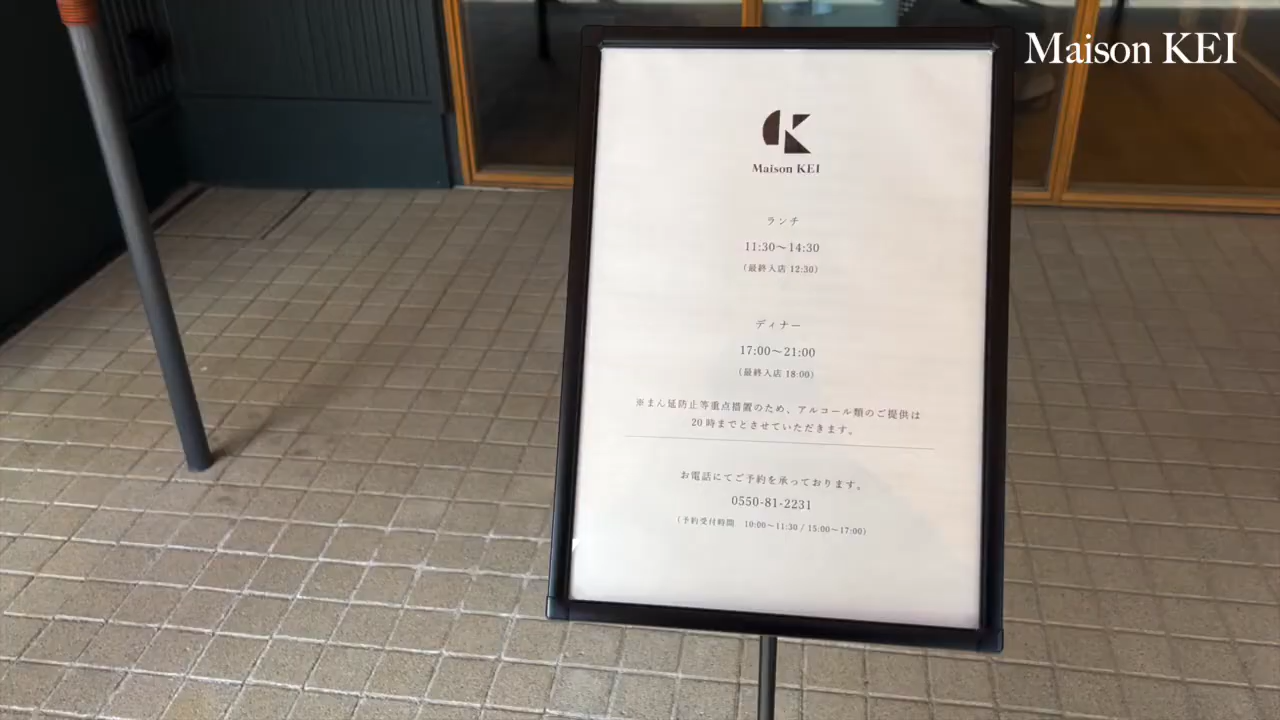 Maison KEI
Maison KEI
ランチ
11:30〜14:30
(最終入店 12:30)
ディナー
17:00〜21:00
(最終入店 18:00)
※まん延防止等重点措置のため、アルコール類のご提供は
20時までとさせていただきます。
お電話にてご予約を承っております。
0550-81-2231
(予約受付時間 10:00〜11:30 / 15:00〜17:00)